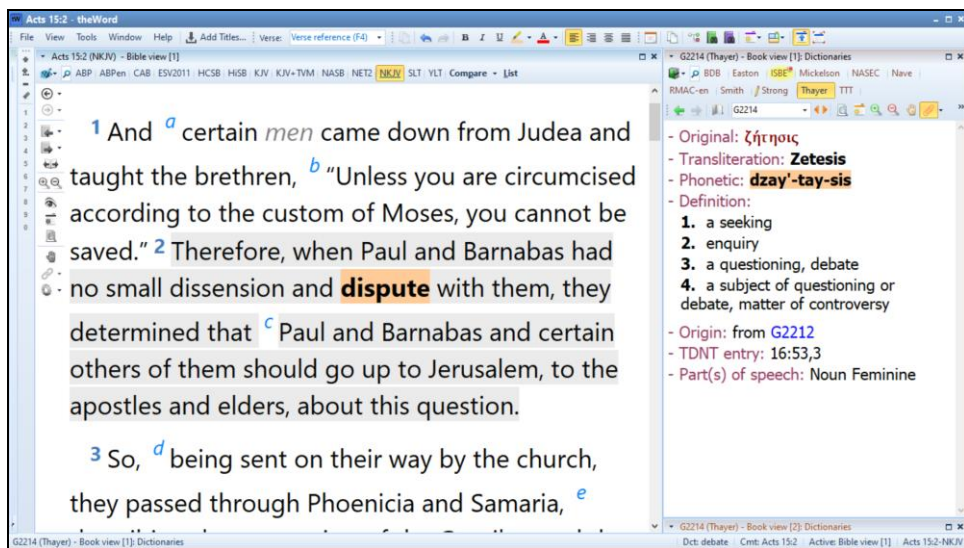 Acts 15:2 - theWord
File View Tools Window Help Add Titles... Verse: Verse reference (F4) B I U A
Acts 15:2 (NKJV) - Bible view [1]
ABP ABPen CAB ESV2011 HCSB HiSB KJV KJV+TVM NASB NET2 NKJV SLT YLT Compare List
1 And a certain men came down from Judea and
taught the brethren, b “Unless you are circumcised
according to the custom of Moses, you cannot be
saved.” 2 Therefore, when Paul and Barnabas had
no small dissension and dispute with them, they
determined that c Paul and Barnabas and certain
others of them should go up to Jerusalem, to the
apostles and elders, about this question.
3 So, d being sent on their way by the church,
they passed through Phoenicia and Samaria, e
G2214 (Thayer) - Book view [1]: Dictionaries
BDB Easton ISBE Mickelson NASEC Nave
RMAC-en Smith Strong Thayer TTT
G2214
- Original: ζήτησις
- Transliteration: Zetesis
- Phonetic: dzay'-tay-sis
- Definition:
1. a seeking
2. enquiry
3. a questioning, debate
4. a subject of questioning or
debate, matter of controversy
- Origin: from G2212
- TDNT entry: 16:53,3
- Part(s) of speech: Noun Feminine
G2214 (Thayer) - Book view [2]: Dictionaries
G2214 (Thayer) - Book view [1]: Dictionaries
Dct: debate Cmt: Acts 15:2 Active: Bible view [1] Acts 15:2-NKJV